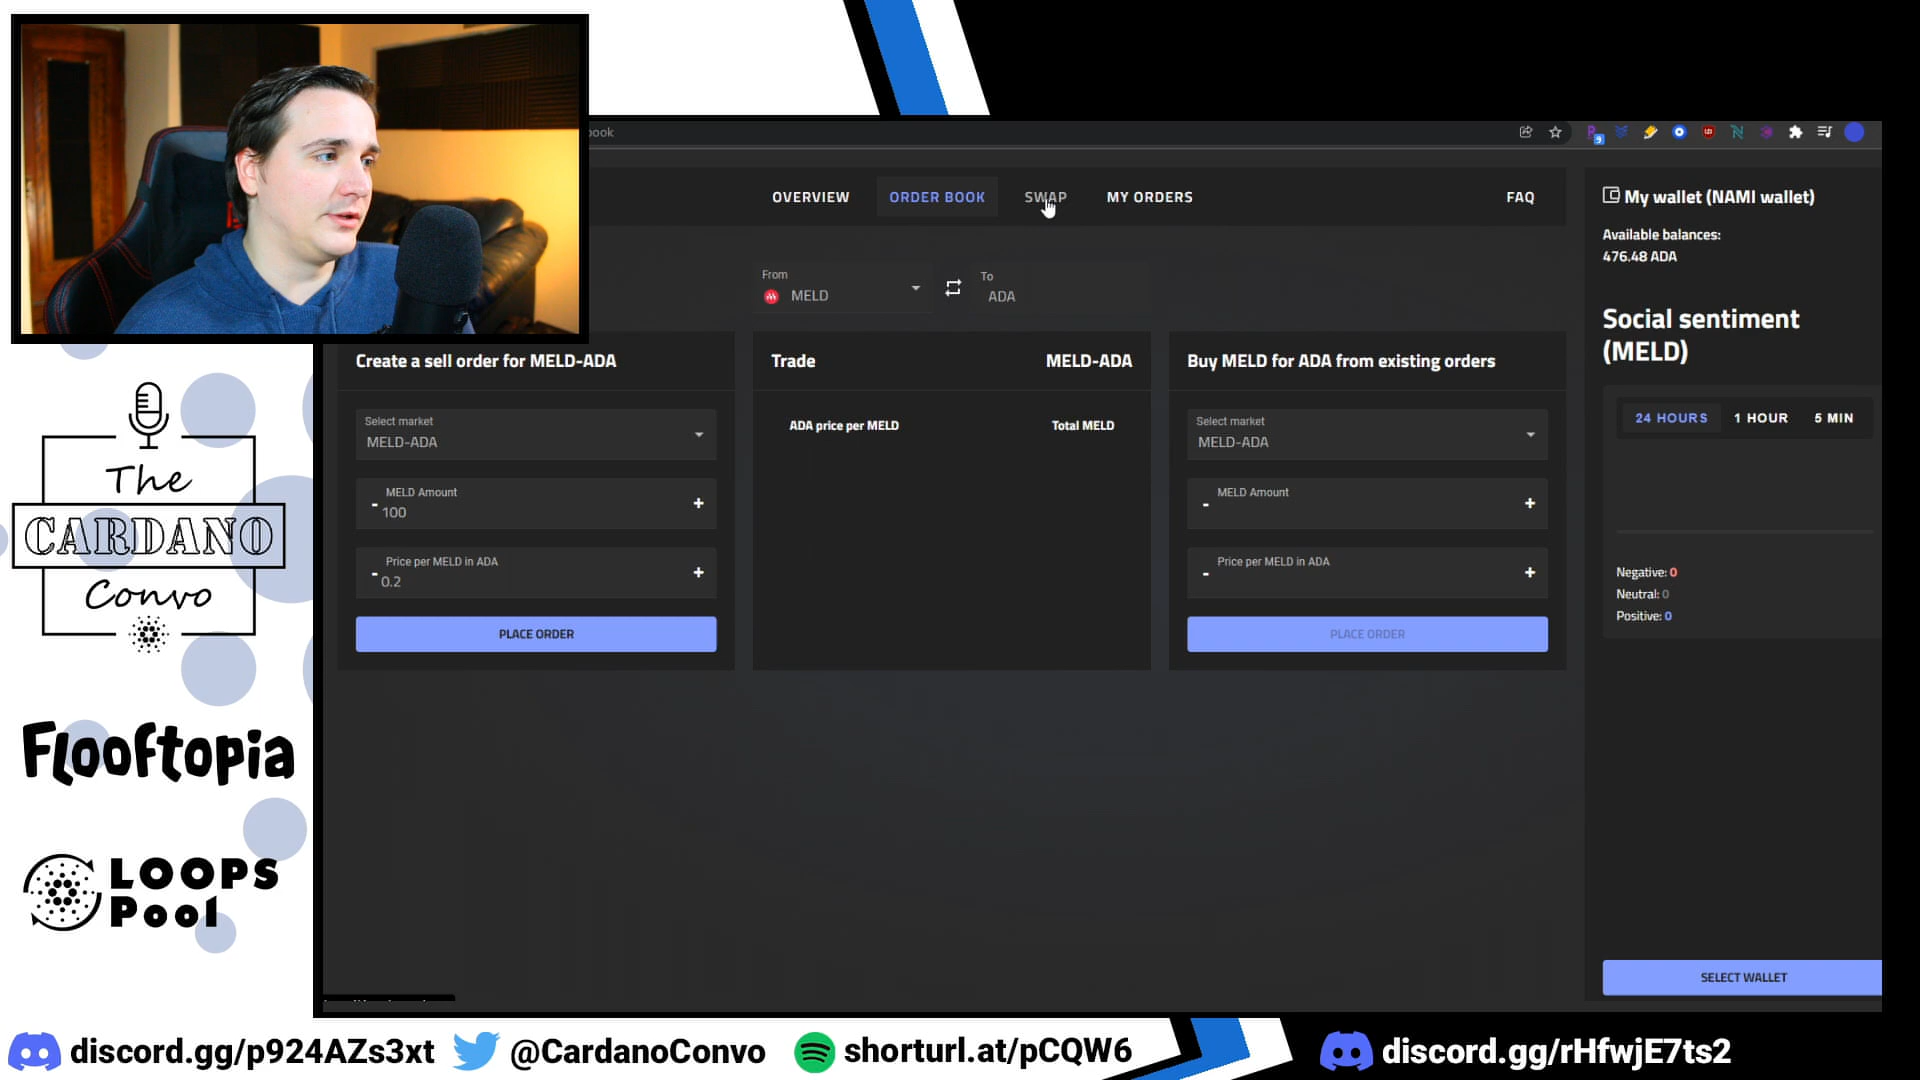 ook
OVERVIEW
ORDER BOOK
SWAP
MY ORDERS
FAQ
My wallet (NAMI wallet)
Available balances:
476.48 ADA
From
MELD
To
ADA
Social sentiment
(MELD)
24 HOURS
1 HOUR
5 MIN
Negative: 0
Neutral: 0
Positive: 0
SELECT WALLET
Create a sell order for MELD-ADA
Select market
MELD-ADA
MELD Amount
- 100 +
Price per MELD in ADA
- 0.2 +
PLACE ORDER
Trade
MELD-ADA
ADA price per MELD
Total MELD
Buy MELD for ADA from existing orders
Select market
MELD-ADA
MELD Amount
- +
Price per MELD in ADA
- +
PLACE ORDER
The
CARDANO
Convo
Flooftopia
LOOPS
Pool
discord.gg/p924AZs3xt
@CardanoConvo
shorturl.at/pCQW6
discord.gg/rHfwjE7ts2